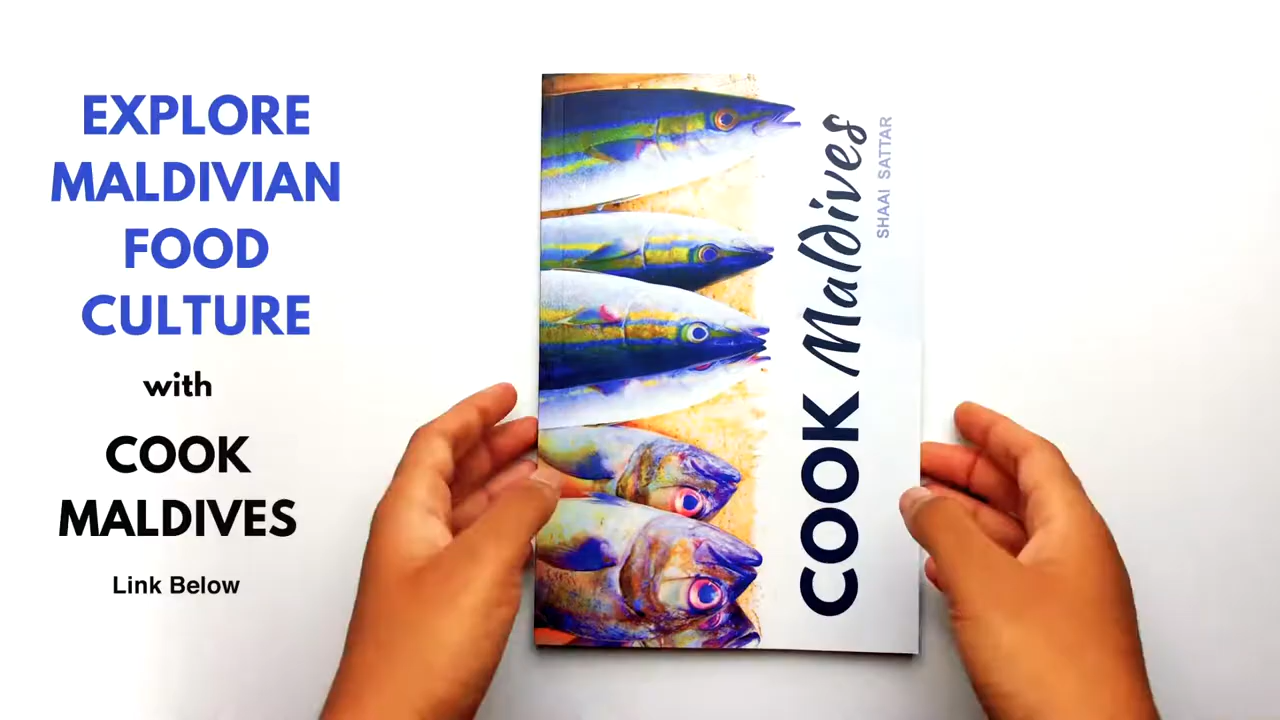 EXPLORE
MALDIVIAN
FOOD
CULTURE
with
COOK
MALDIVES
Link Below
COOK Maldives
SHAAI SATTAR